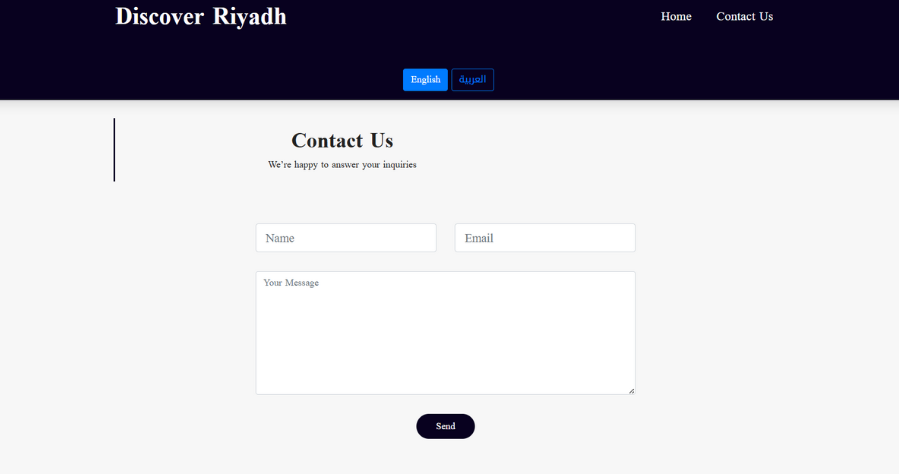 Discover Riyadh
Home Contact Us
English العربية
Contact Us
We're happy to answer your inquiries
Name Email
Your Message
Send